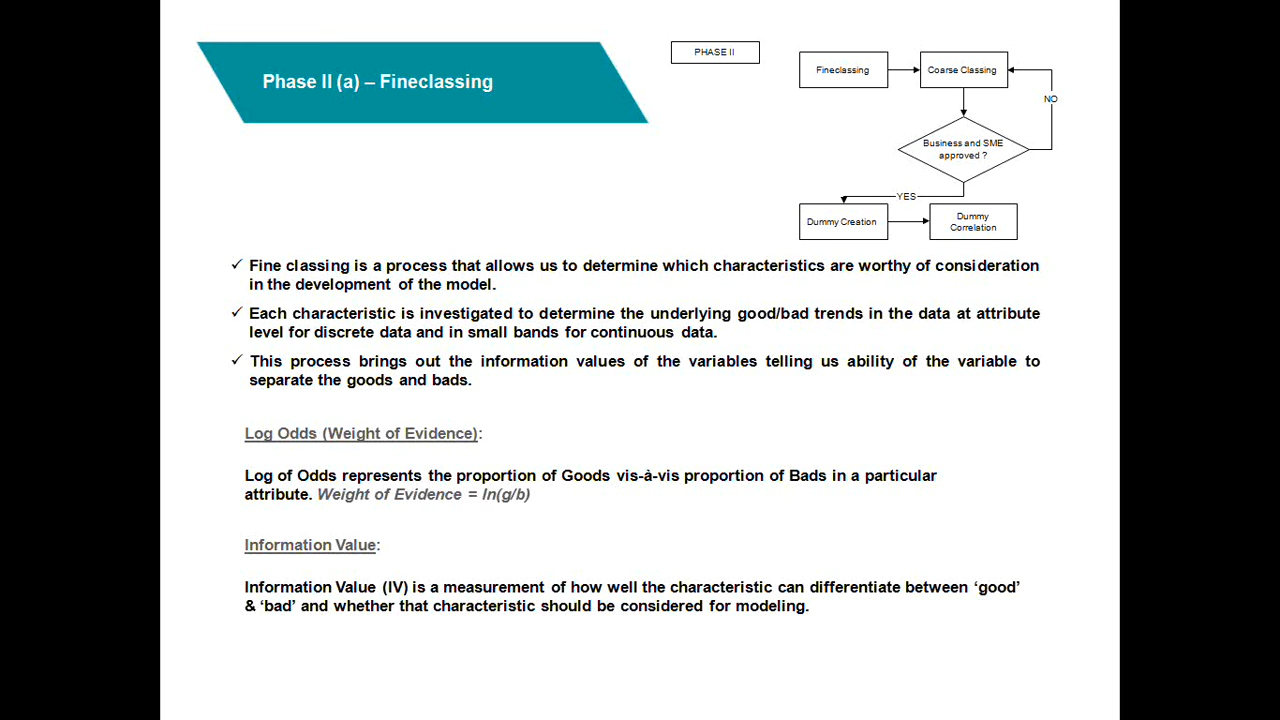 Phase II (a) – Fineclassing
PHASE II
Fineclassing
Coarse Classing
NO
Business and SME
approved ?
YES
Dummy Creation
Dummy
Correlation
✓ Fine classing is a process that allows us to determine which characteristics are worthy of consideration
in the development of the model.
✓ Each characteristic is investigated to determine the underlying good/bad trends in the data at attribute
level for discrete data and in small bands for continuous data.
✓ This process brings out the information values of the variables telling us ability of the variable to
separate the goods and bads.
Log Odds (Weight of Evidence):
Log of Odds represents the proportion of Goods vis-à-vis proportion of Bads in a particular
attribute. Weight of Evidence = ln(g/b)
Information Value:
Information Value (IV) is a measurement of how well the characteristic can differentiate between ‘good’
& ‘bad’ and whether that characteristic should be considered for modeling.